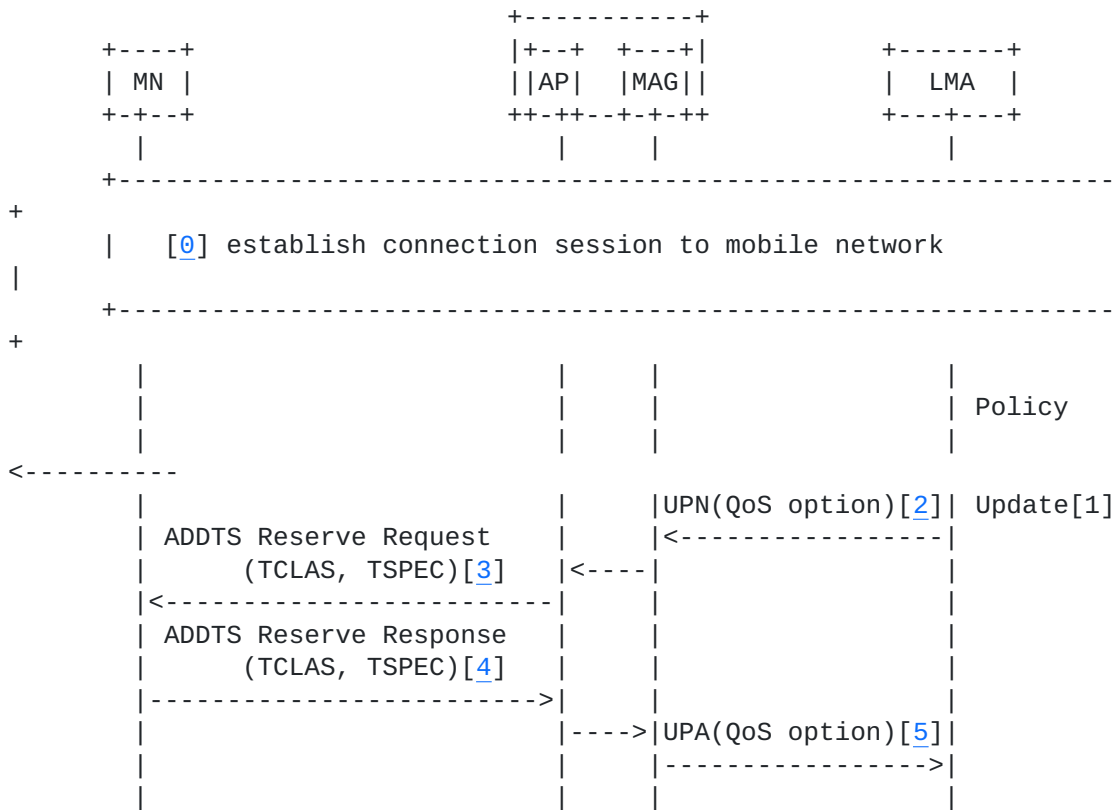 +-----------+
+----+ |+--+ +---+| +-------+
| MN | ||AP| |MAG|| | LMA |
+-+--+ ++-++--+-+-++ +---+---+
| | | |
+----------------------------------------------------------------
+
| [0] establish connection session to mobile network
|
+----------------------------------------------------------------
+
| | | |
| | | | Policy
| | | |
<----------
| | |UPN(QoS option)[2]| Update[1]
| ADDTS Reserve Request | |<-----------------|
| (TCLAS, TSPEC)[3] |<----| |
|<-------------------------| | |
| ADDTS Reserve Response | | |
| (TCLAS, TSPEC)[4] | | |
|------------------------->| | |
| |---->|UPA(QoS option)[5]|
| | |----------------->|
| | | |